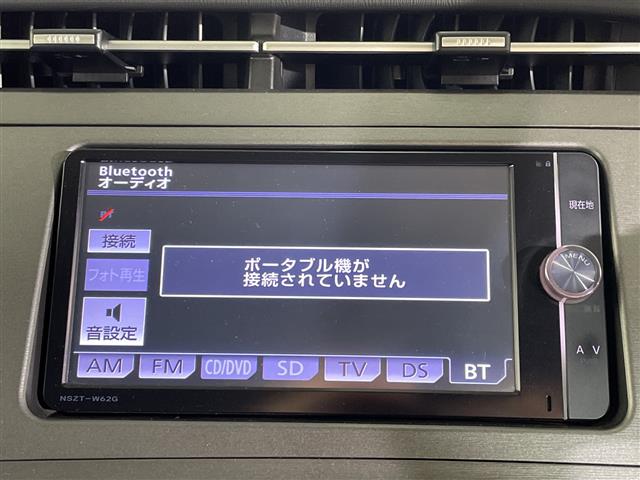 Bluetooth
オーディオ
現在地
接続
ポータブル機が
接続されていません
フォト再生
MENU
音設定
A V
AM FM CD/DVD SD TV DS BT
NSZT-W62G